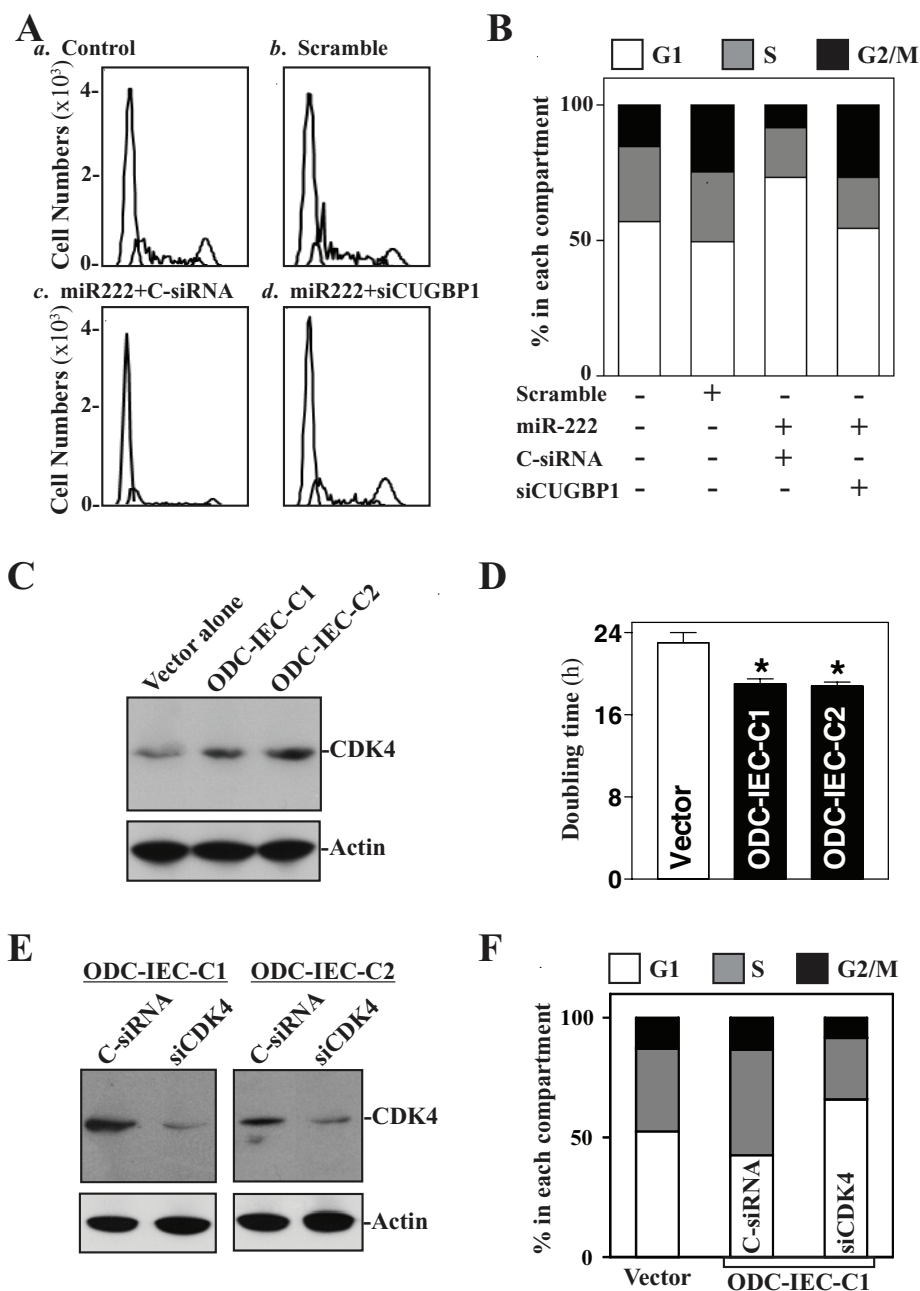 A
a. Control
b. Scramble
Cell Numbers (x10³)
4-
2-
0-
c. miR222+C-siRNA
d. miR222+siCUGBP1
Cell Numbers (x10³)
4-
2-
0-
B
G1 S G2/M
% in each compartment
100
50
0
Scramble - + - -
miR-222 - - + +
C-siRNA - - + -
siCUGBP1 - - - +
C
Vector alone
ODC-IEC-C1
ODC-IEC-C2
-CDK4
-Actin
D
Doubling time (h)
24
16
8
0
* *
Vector
ODC-IEC-C1
ODC-IEC-C2
E
ODC-IEC-C1 ODC-IEC-C2
C-siRNA
siCDK4
C-siRNA
siCDK4
-CDK4
-Actin
F
G1 S G2/M
% in each compartment
100
50
0
C-siRNA
siCDK4
Vector ODC-IEC-C1